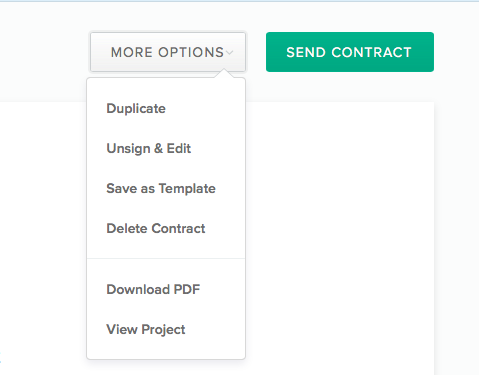 MORE OPTIONS
SEND CONTRACT
Duplicate
Unsign & Edit
Save as Template
Delete Contract
Download PDF
View Project